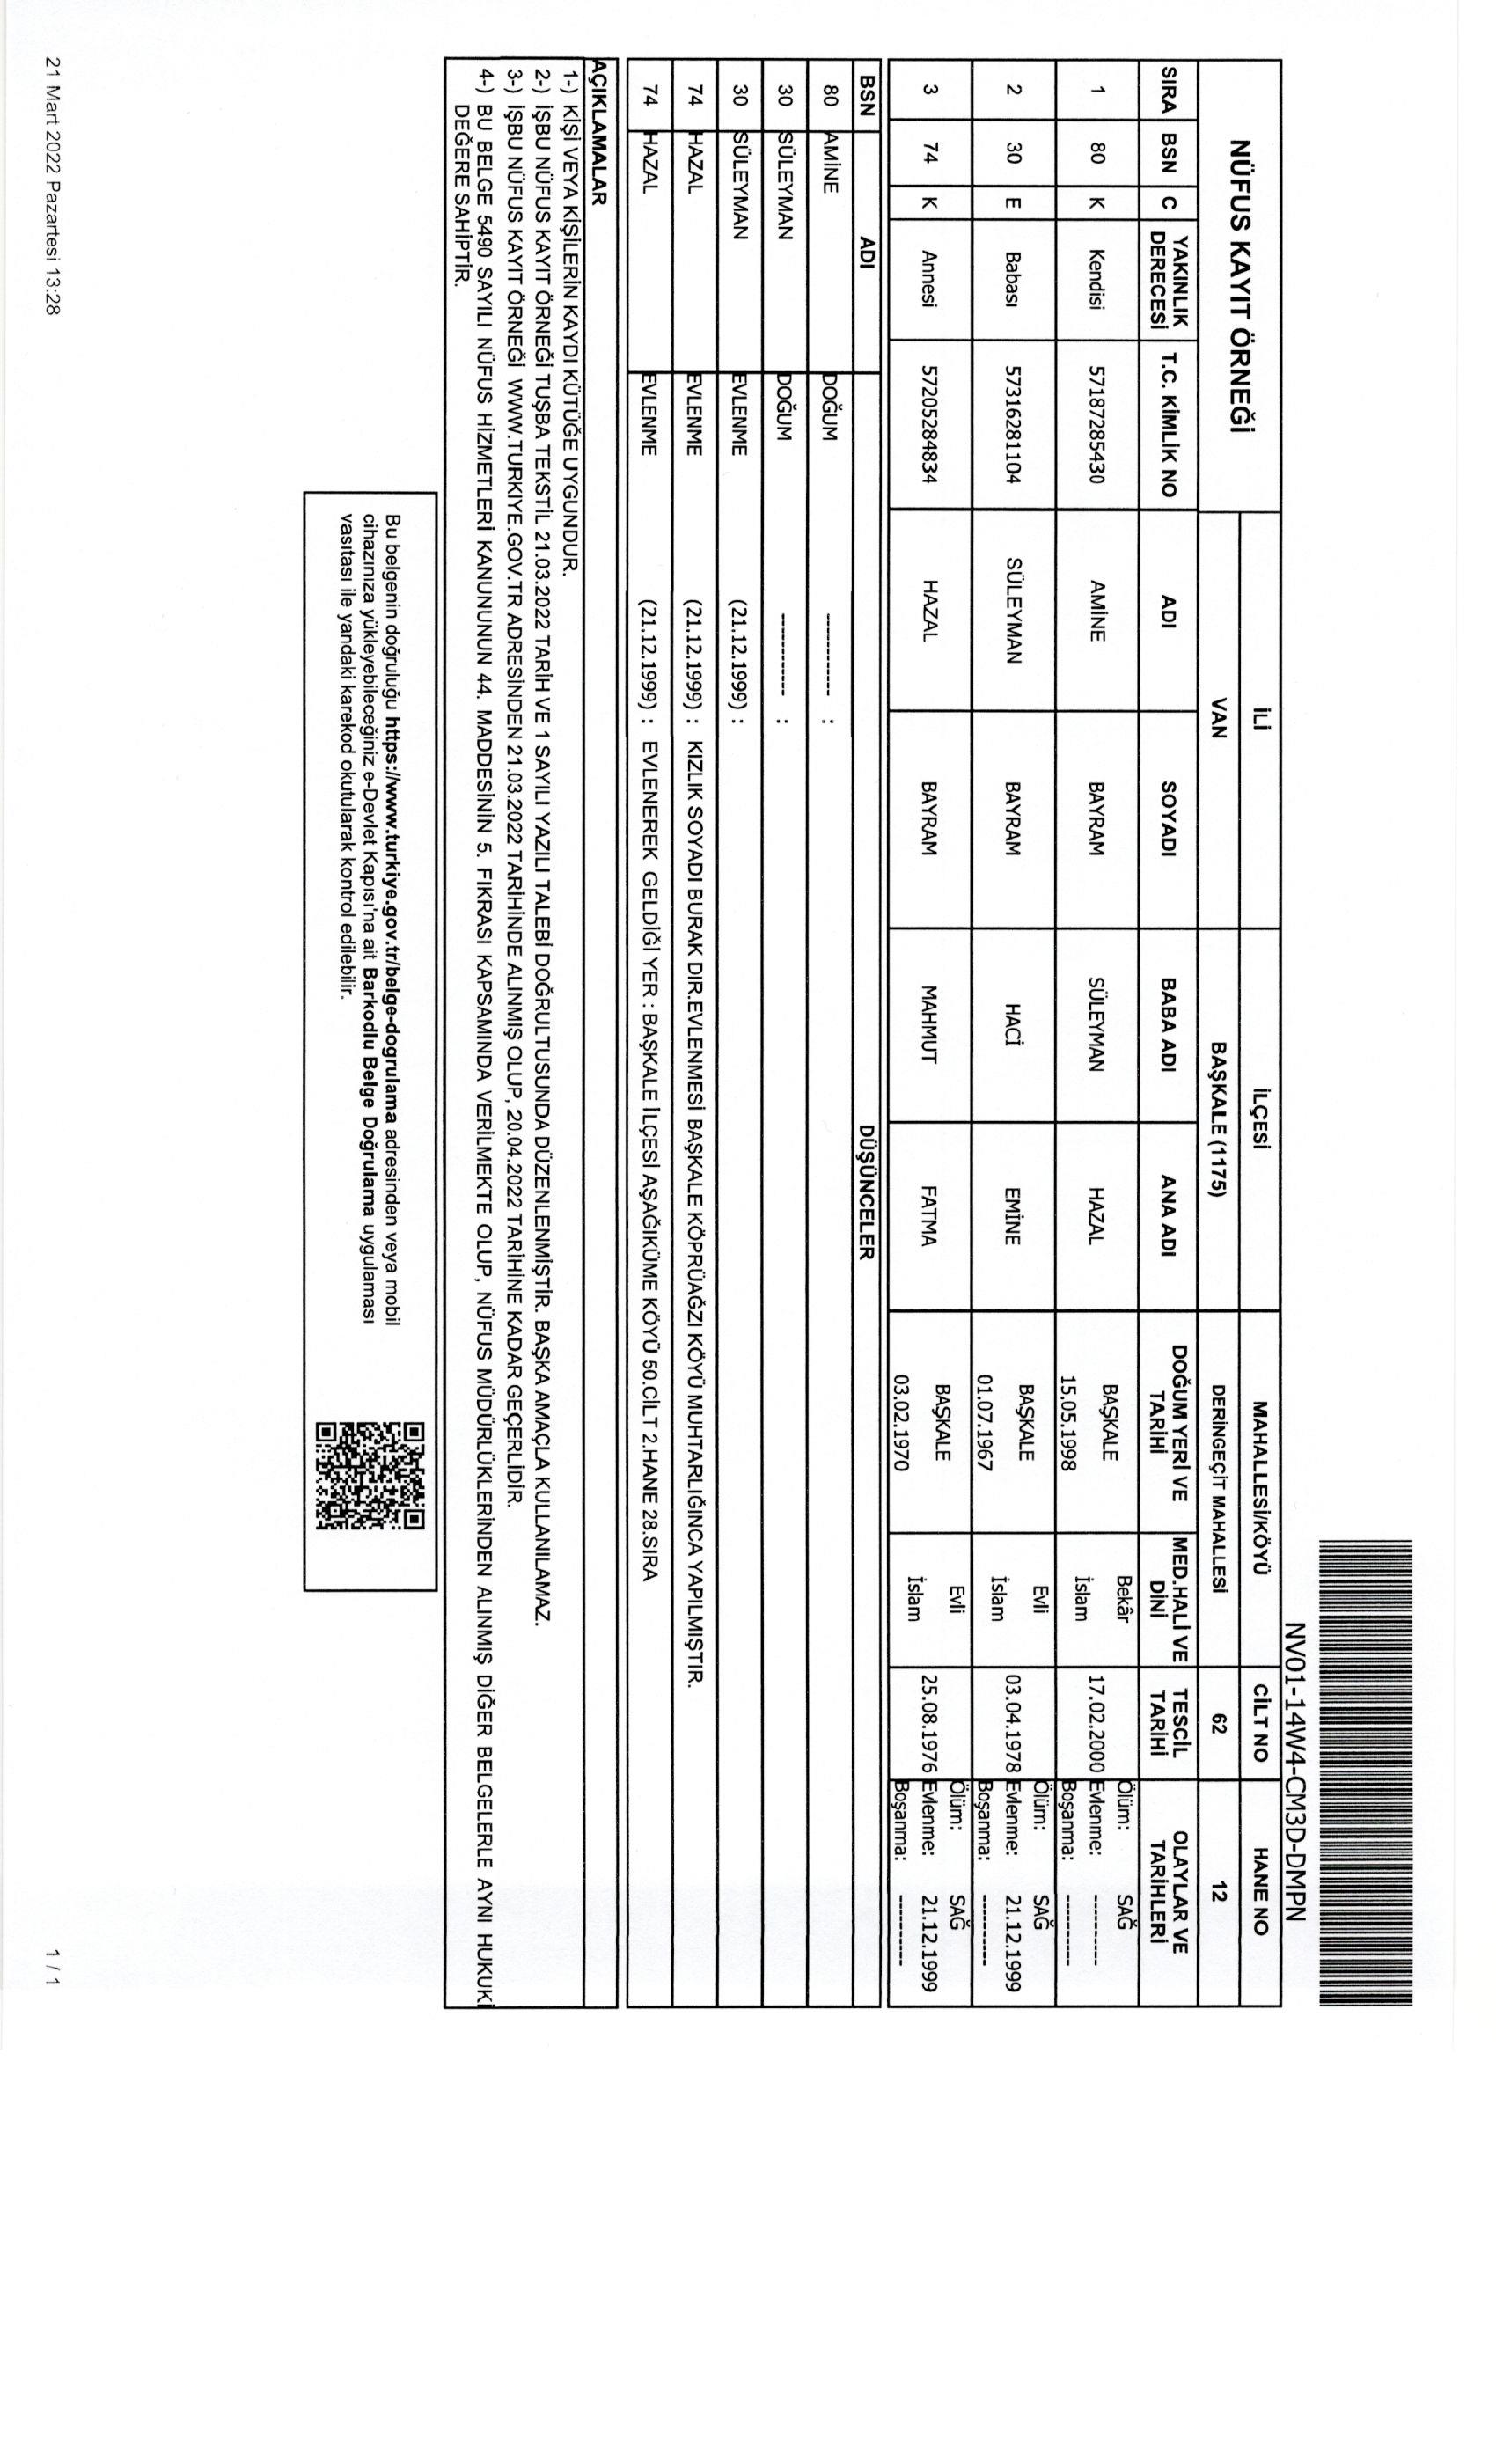 NV01-14W4-CM3D-DMPN
NÜFUS KAYIT ÖRNEĞİ
İLİ İLÇESİ MAHALLESİ/KÖYÜ CİLT NO HANE NO
VAN BAŞKALE (1175) DERİNGEÇİT MAHALLESİ 62 12
SIRA BSN C YAKINLIK DERECESİ T.C. KİMLİK NO ADI SOYADI BABA ADI ANA ADI DOĞUM YERİ VE TARİHİ MED.HALİ VE DİNİ TESCİL TARİHİ OLAYLAR VE TARİHLERİ
1 80 K Kendisi 57187285430 AMİNE BAYRAM SÜLEYMAN HAZAL BAŞKALE 15.05.1998 Bekâr İslam 17.02.2000 Ölüm: SAĞ Evlenme: ---------- Boşanma: ----------
2 30 E Babası 57316281104 SÜLEYMAN BAYRAM HACİ EMİNE BAŞKALE 01.07.1967 Evli İslam 03.04.1978 Ölüm: SAĞ Evlenme: 21.12.1999 Boşanma: ----------
3 74 K Annesi 57205284834 HAZAL BAYRAM MAHMUT FATMA BAŞKALE 03.02.1970 Evli İslam 25.08.1976 Ölüm: SAĞ Evlenme: 21.12.1999 Boşanma: ----------
BSN ADI DÜŞÜNCELER
80 AMİNE DOĞUM ----------- :
30 SÜLEYMAN DOĞUM ----------- :
30 SÜLEYMAN EVLENME (21.12.1999) :
74 HAZAL EVLENME (21.12.1999) : KIZLIK SOYADI BURAK DIR.EVLENMESİ BAŞKALE KÖPRÜAĞZI KÖYÜ MUHTARLIĞINCA YAPILMIŞTIR.
74 HAZAL EVLENME (21.12.1999) : EVLENEREK GELDİĞİ YER : BAŞKALE İLÇESİ AŞAĞIKÜME KÖYÜ 50.CİLT 2.HANE 28.SIRA
AÇIKLAMALAR
1-) KİŞİ VEYA KİŞİLERİN KAYDI KÜTÜĞE UYGUNDUR.
2-) İŞBU NÜFUS KAYIT ÖRNEĞİ TUŞBA TEKSTİL 21.03.2022 TARİH VE 1 SAYILI YAZILI TALEBİ DOĞRULTUSUNDA DÜZENLENMİŞTİR. BAŞKA AMAÇLA KULLANILAMAZ.
3-) İŞBU NÜFUS KAYIT ÖRNEĞİ WWW.TURKIYE.GOV.TR ADRESİNDEN 21.03.2022 TARİHİNDE ALINMIŞ OLUP, 20.04.2022 TARİHİNE KADAR GEÇERLİDİR.
4-) BU BELGE 5490 SAYILI NÜFUS HİZMETLERİ KANUNUNUN 44. MADDESİNİN 5. FIKRASI KAPSAMINDA VERİLMEKTE OLUP, NÜFUS MÜDÜRLÜKLERİNDEN ALINMIŞ DİĞER BELGELERLE AYNI HUKUKİ
DEĞERE SAHİPTİR.
Bu belgenin doğruluğu https://www.turkiye.gov.tr/belge-dogrulama adresinden veya mobil
cihazınıza yükleyebileceğiniz e-Devlet Kapısı'na ait Barkodlu Belge Doğrulama uygulaması
vasıtası ile yandaki karekod okutularak kontrol edilebilir.
21 Mart 2022 Pazartesi 13:28 1 / 1